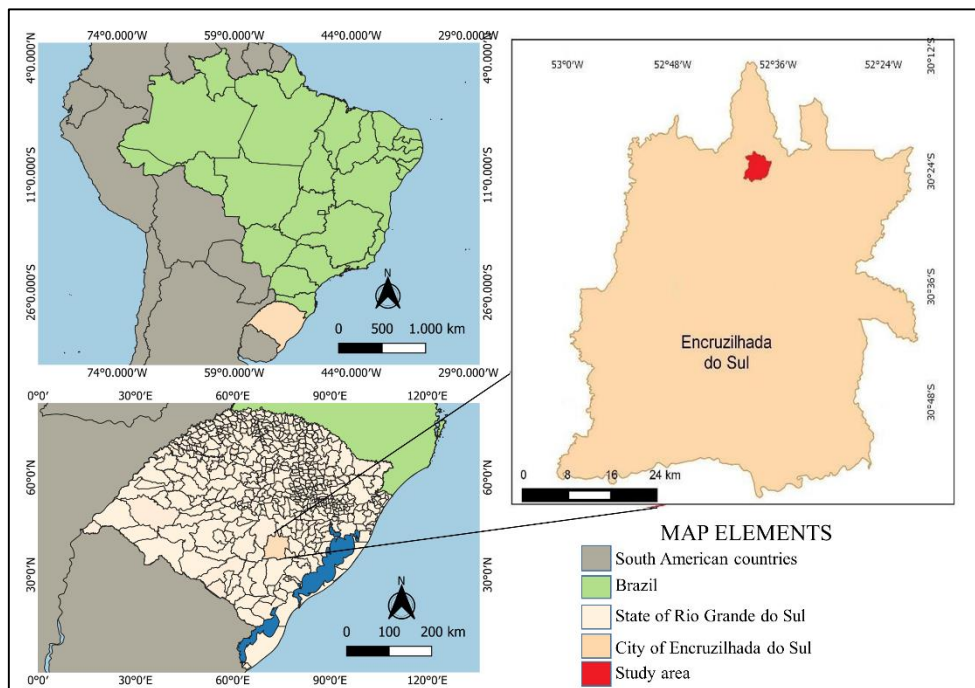 74°0.000'W 59°0.000'W 44°0.000'W 29°0.000'W
4°0.000'N
4°0.000'N
11°0.000'S
11°0.000'S
26°0.000'S
26°0.000'S
N
0 500 1.000 km
74°0.000'W 59°0.000'W 44°0.000'W 29°0.000'W
0°0' 30°0'E 60°0'E 90°0'E 120°0'E
60°0'N
60°0'N
30°0'N
30°0'N
N
0 100 200 km
0°0' 30°0'E 60°0'E 90°0'E 120°0'E
53°0'W 52°48'W 52°36'W 52°24'W
30°12'S
30°24'S
30°36'S
30°48'S
Encruzilhada
do Sul
0 8 16 24 km
MAP ELEMENTS
South American countries
Brazil
State of Rio Grande do Sul
City of Encruzilhada do Sul
Study area